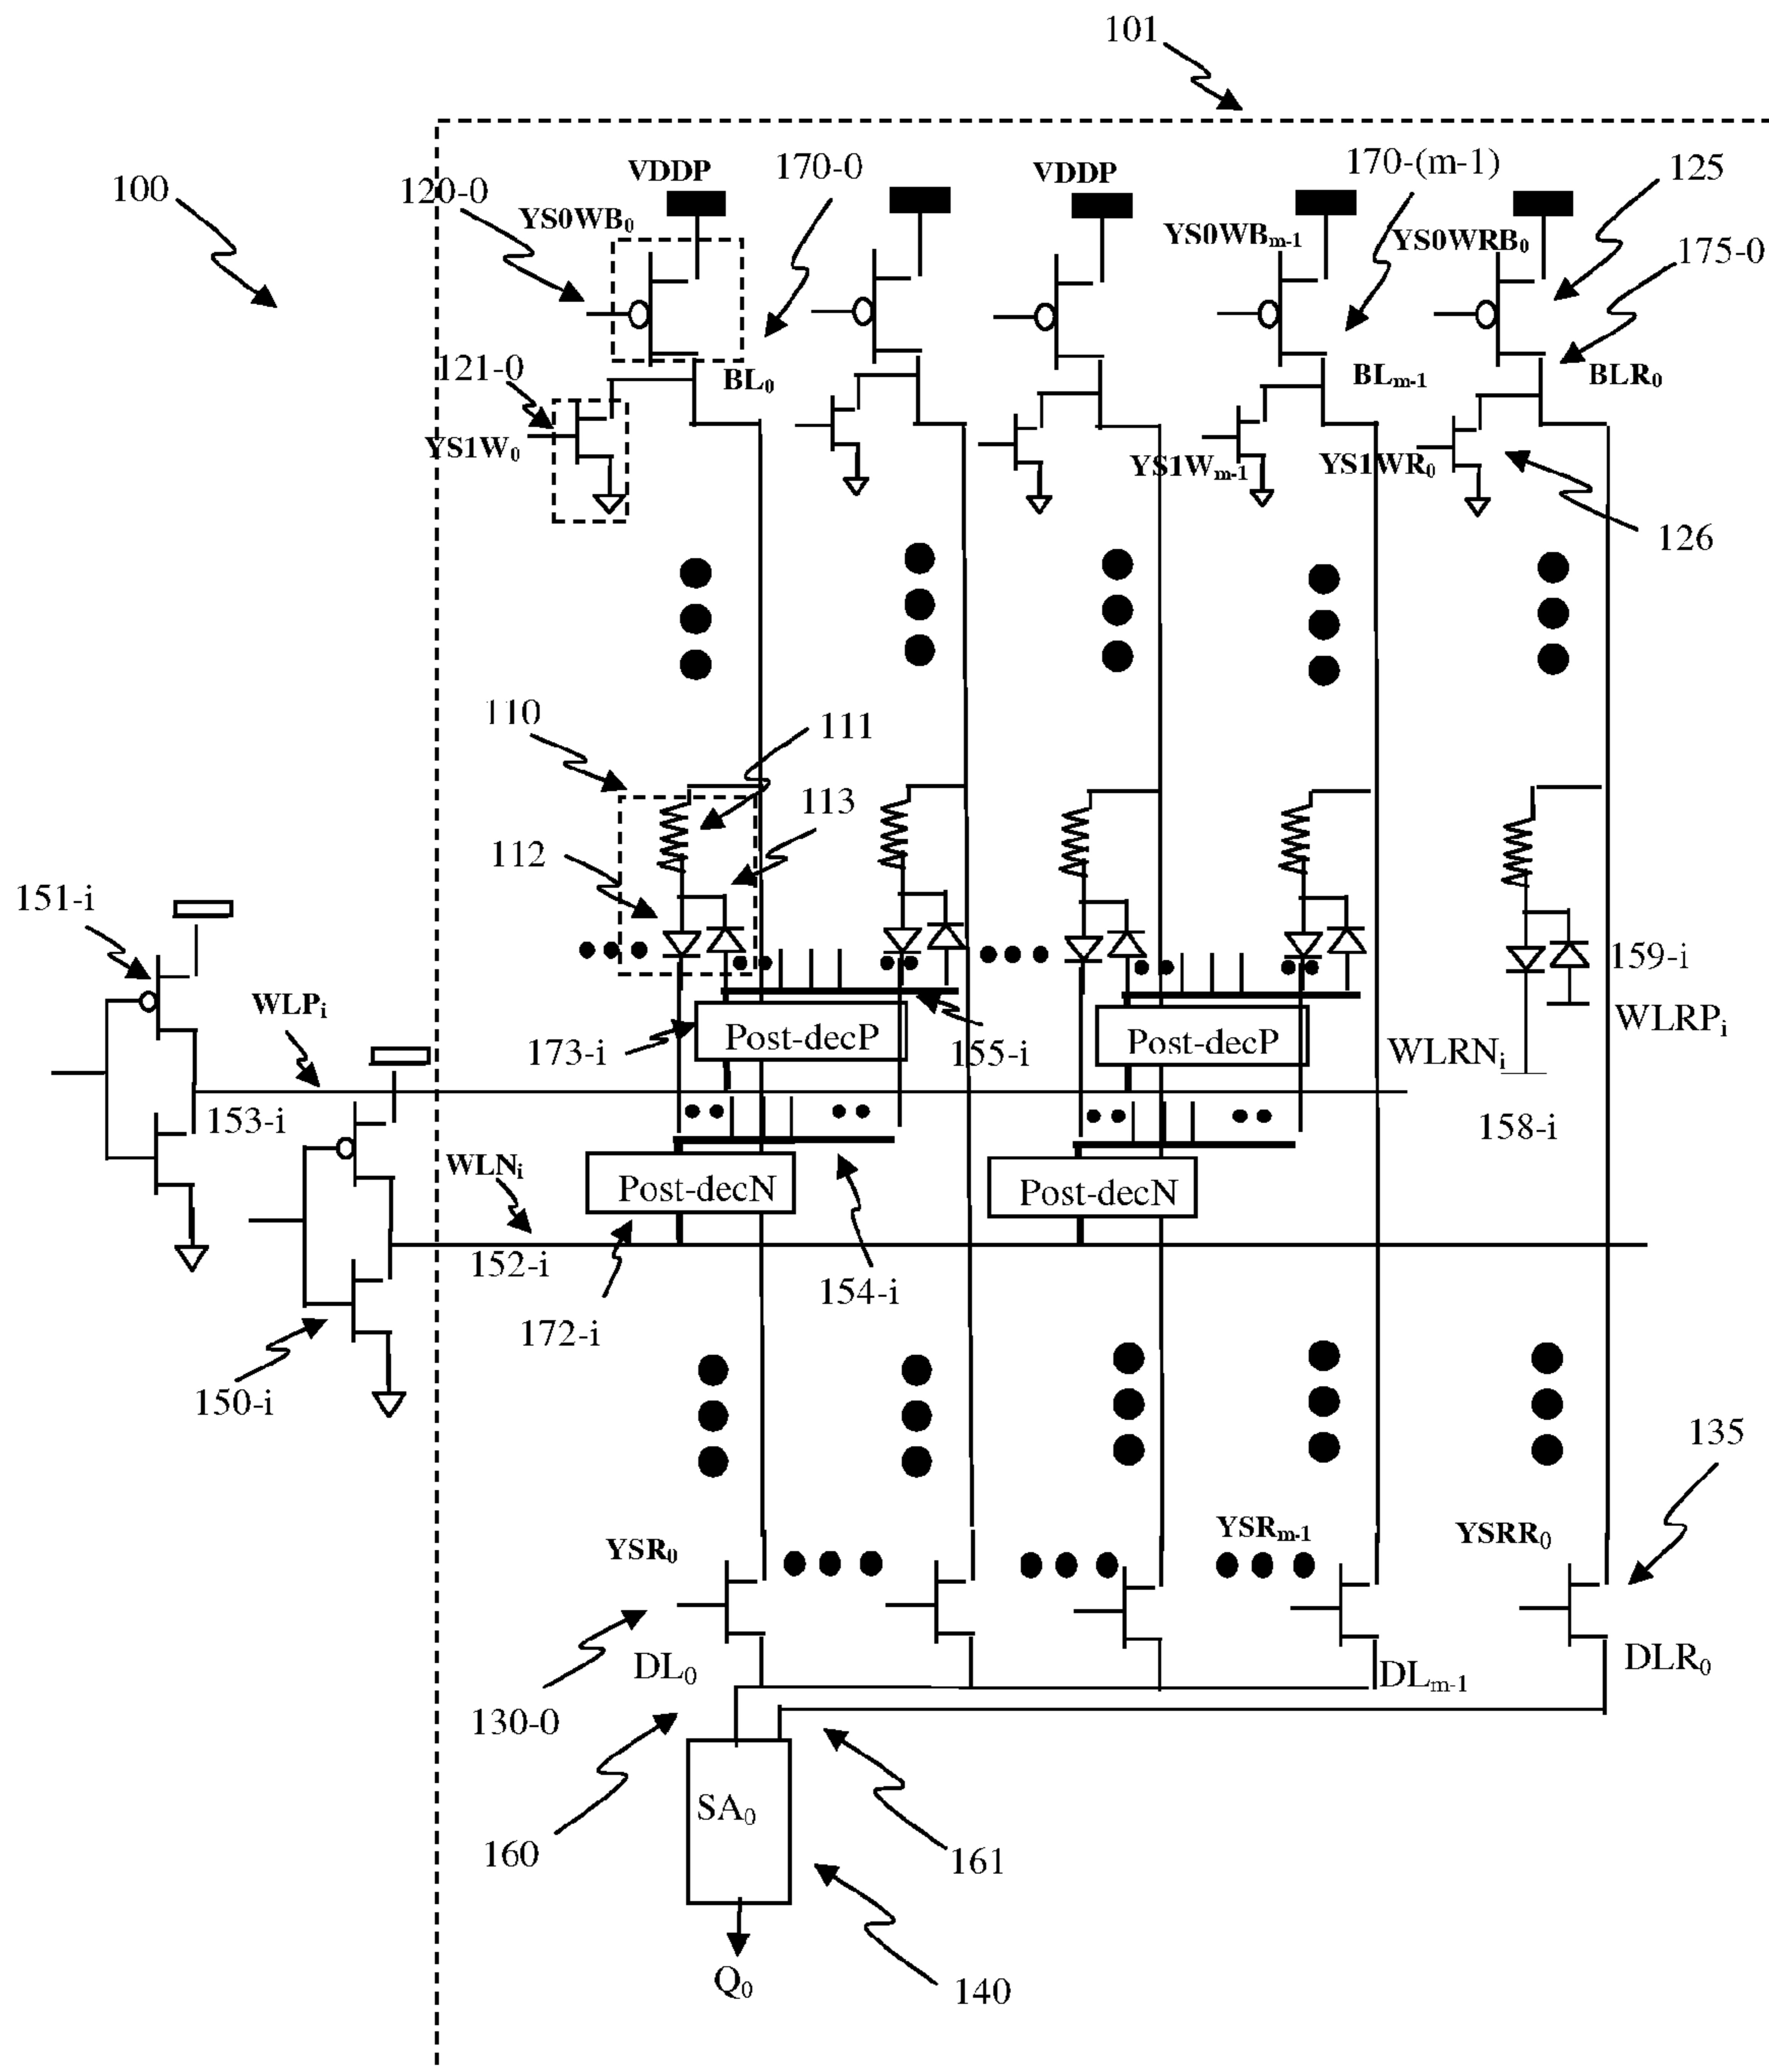 101
VDDP
170-0
VDDP
170-(m-1)
125
100
120-0
YS0WB0
YS0WBm-1
YS0WRB0
175-0
121-0
BL0
BLm-1
BLR0
YS1W0
YS1Wm-1
YS1WR0
126
110
111
113
112
151-i
159-i
WLPi
Post-decP
Post-decP
WLRPi
173-i
155-i
WLRNi
153-i
158-i
WLNi
Post-decN
Post-decN
152-i
154-i
172-i
150-i
135
YSR0
YSRm-1
YSRR0
DL0
DLm-1
DLR0
130-0
SA0
160
161
Q0
140